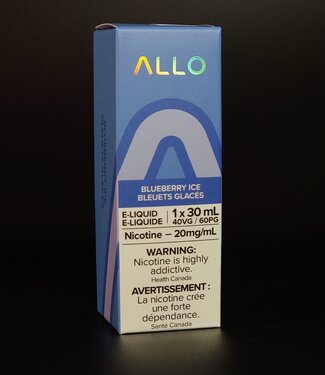 ALLO
BLUEBERRY ICE
BLEUETS GLACÉS
E-LIQUID
E-LIQUIDE
1 x 30 mL
40VG / 60PG
Nicotine – 20mg/mL
WARNING:
Nicotine is highly
addictive.
Health Canada
AVERTISSEMENT :
La nicotine crée
une forte
dépendance.
Santé Canada